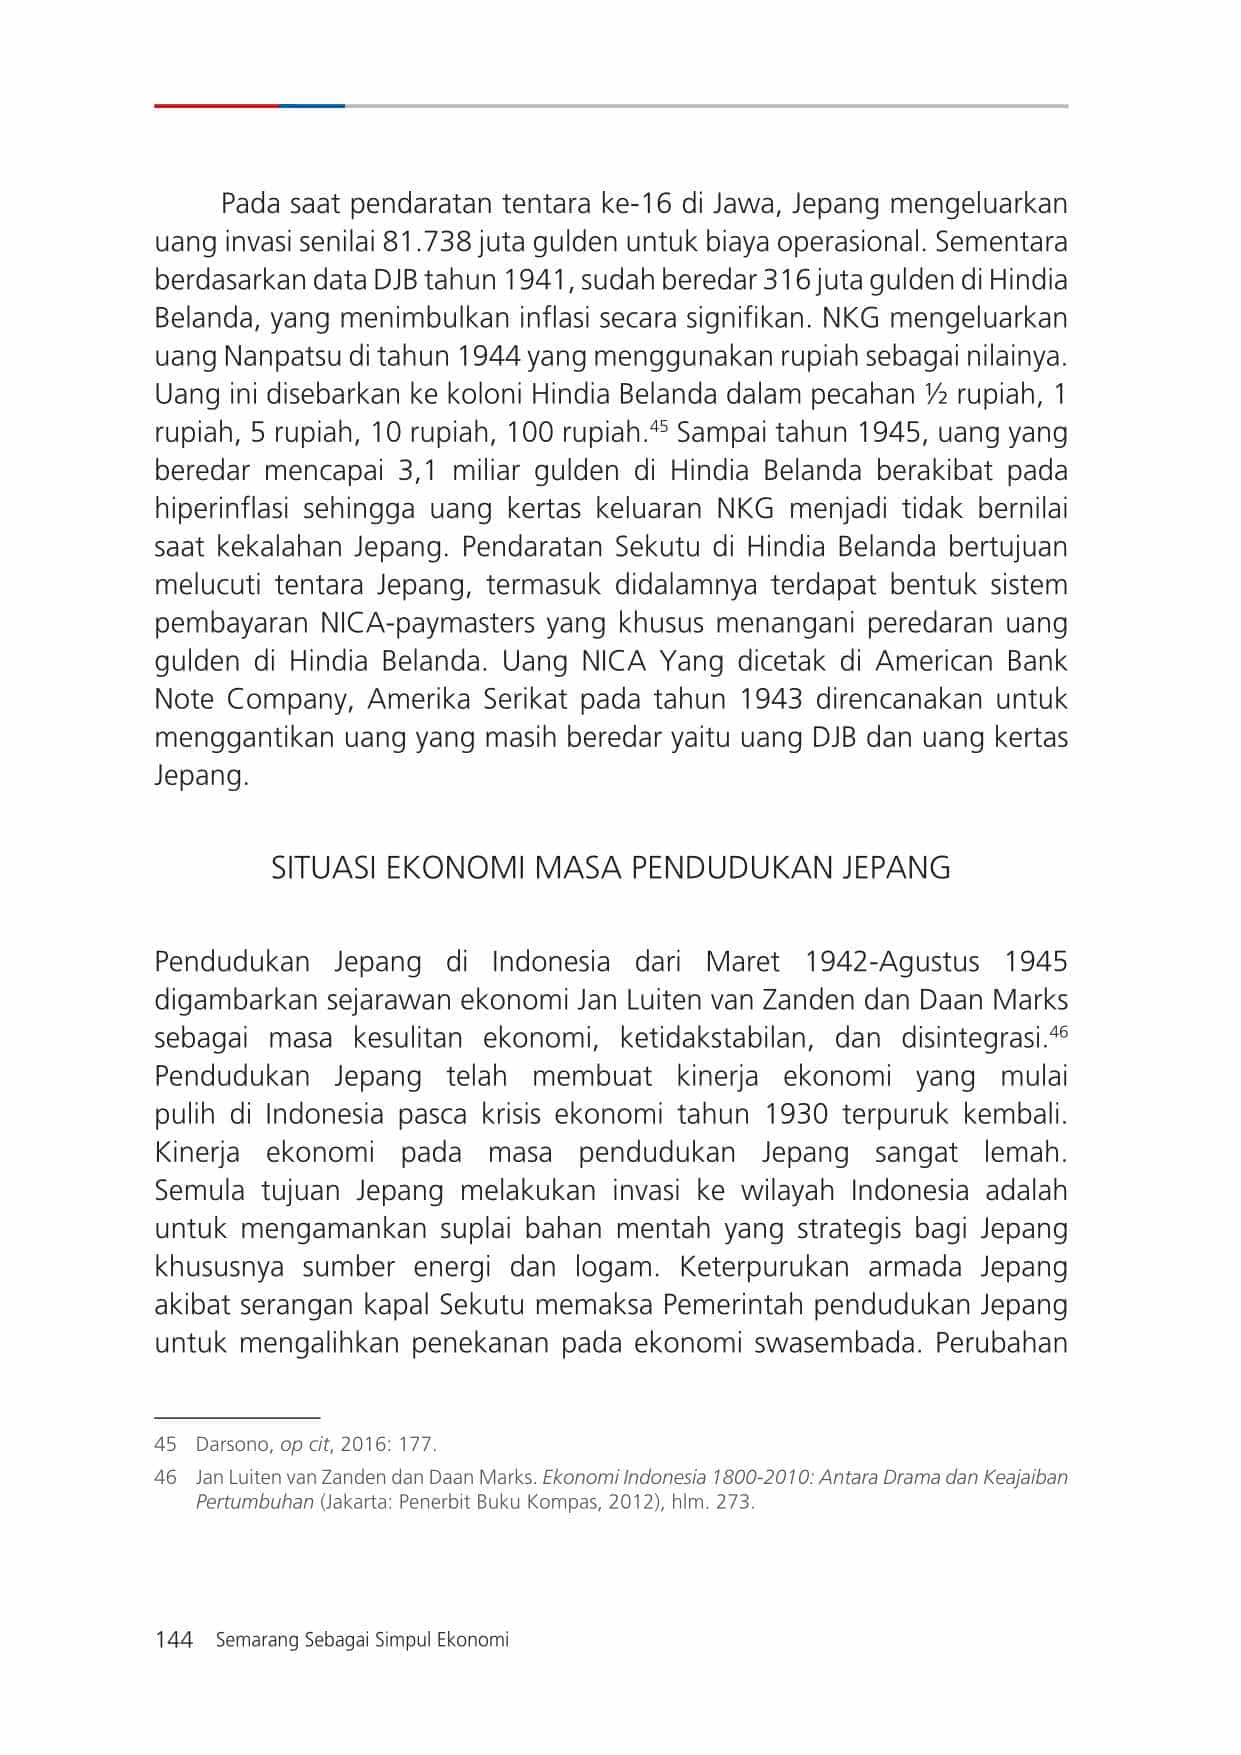 Pada saat pendaratan tentara ke-16 di Jawa, Jepang mengeluarkan
uang invasi senilai 81.738 juta gulden untuk biaya operasional. Sementara
berdasarkan data DJB tahun 1941, sudah beredar 316 juta gulden di Hindia
Belanda, yang menimbulkan inflasi secara signifikan. NKG mengeluarkan
uang Nanpatsu di tahun 1944 yang menggunakan rupiah sebagai nilainya.
Uang ini disebarkan ke koloni Hindia Belanda dalam pecahan ½ rupiah, 1
rupiah, 5 rupiah, 10 rupiah, 100 rupiah.⁴⁵ Sampai tahun 1945, uang yang
beredar mencapai 3,1 miliar gulden di Hindia Belanda berakibat pada
hiperinflasi sehingga uang kertas keluaran NKG menjadi tidak bernilai
saat kekalahan Jepang. Pendaratan Sekutu di Hindia Belanda bertujuan
melucuti tentara Jepang, termasuk didalamnya terdapat bentuk sistem
pembayaran NICA-paymasters yang khusus menangani peredaran uang
gulden di Hindia Belanda. Uang NICA Yang dicetak di American Bank
Note Company, Amerika Serikat pada tahun 1943 direncanakan untuk
menggantikan uang yang masih beredar yaitu uang DJB dan uang kertas
Jepang.
SITUASI EKONOMI MASA PENDUDUKAN JEPANG
Pendudukan Jepang di Indonesia dari Maret 1942-Agustus 1945
digambarkan sejarawan ekonomi Jan Luiten van Zanden dan Daan Marks
sebagai masa kesulitan ekonomi, ketidakstabilan, dan disintegrasi.⁴⁶
Pendudukan Jepang telah membuat kinerja ekonomi yang mulai
pulih di Indonesia pasca krisis ekonomi tahun 1930 terpuruk kembali.
Kinerja ekonomi pada masa pendudukan Jepang sangat lemah.
Semula tujuan Jepang melakukan invasi ke wilayah Indonesia adalah
untuk mengamankan suplai bahan mentah yang strategis bagi Jepang
khususnya sumber energi dan logam. Keterpurukan armada Jepang
akibat serangan kapal Sekutu memaksa Pemerintah pendudukan Jepang
untuk mengalihkan penekanan pada ekonomi swasembada. Perubahan
45 Darsono, op cit, 2016: 177.
46 Jan Luiten van Zanden dan Daan Marks. Ekonomi Indonesia 1800-2010: Antara Drama dan Keajaiban
Pertumbuhan (Jakarta: Penerbit Buku Kompas, 2012), hlm. 273.
144 Semarang Sebagai Simpul Ekonomi